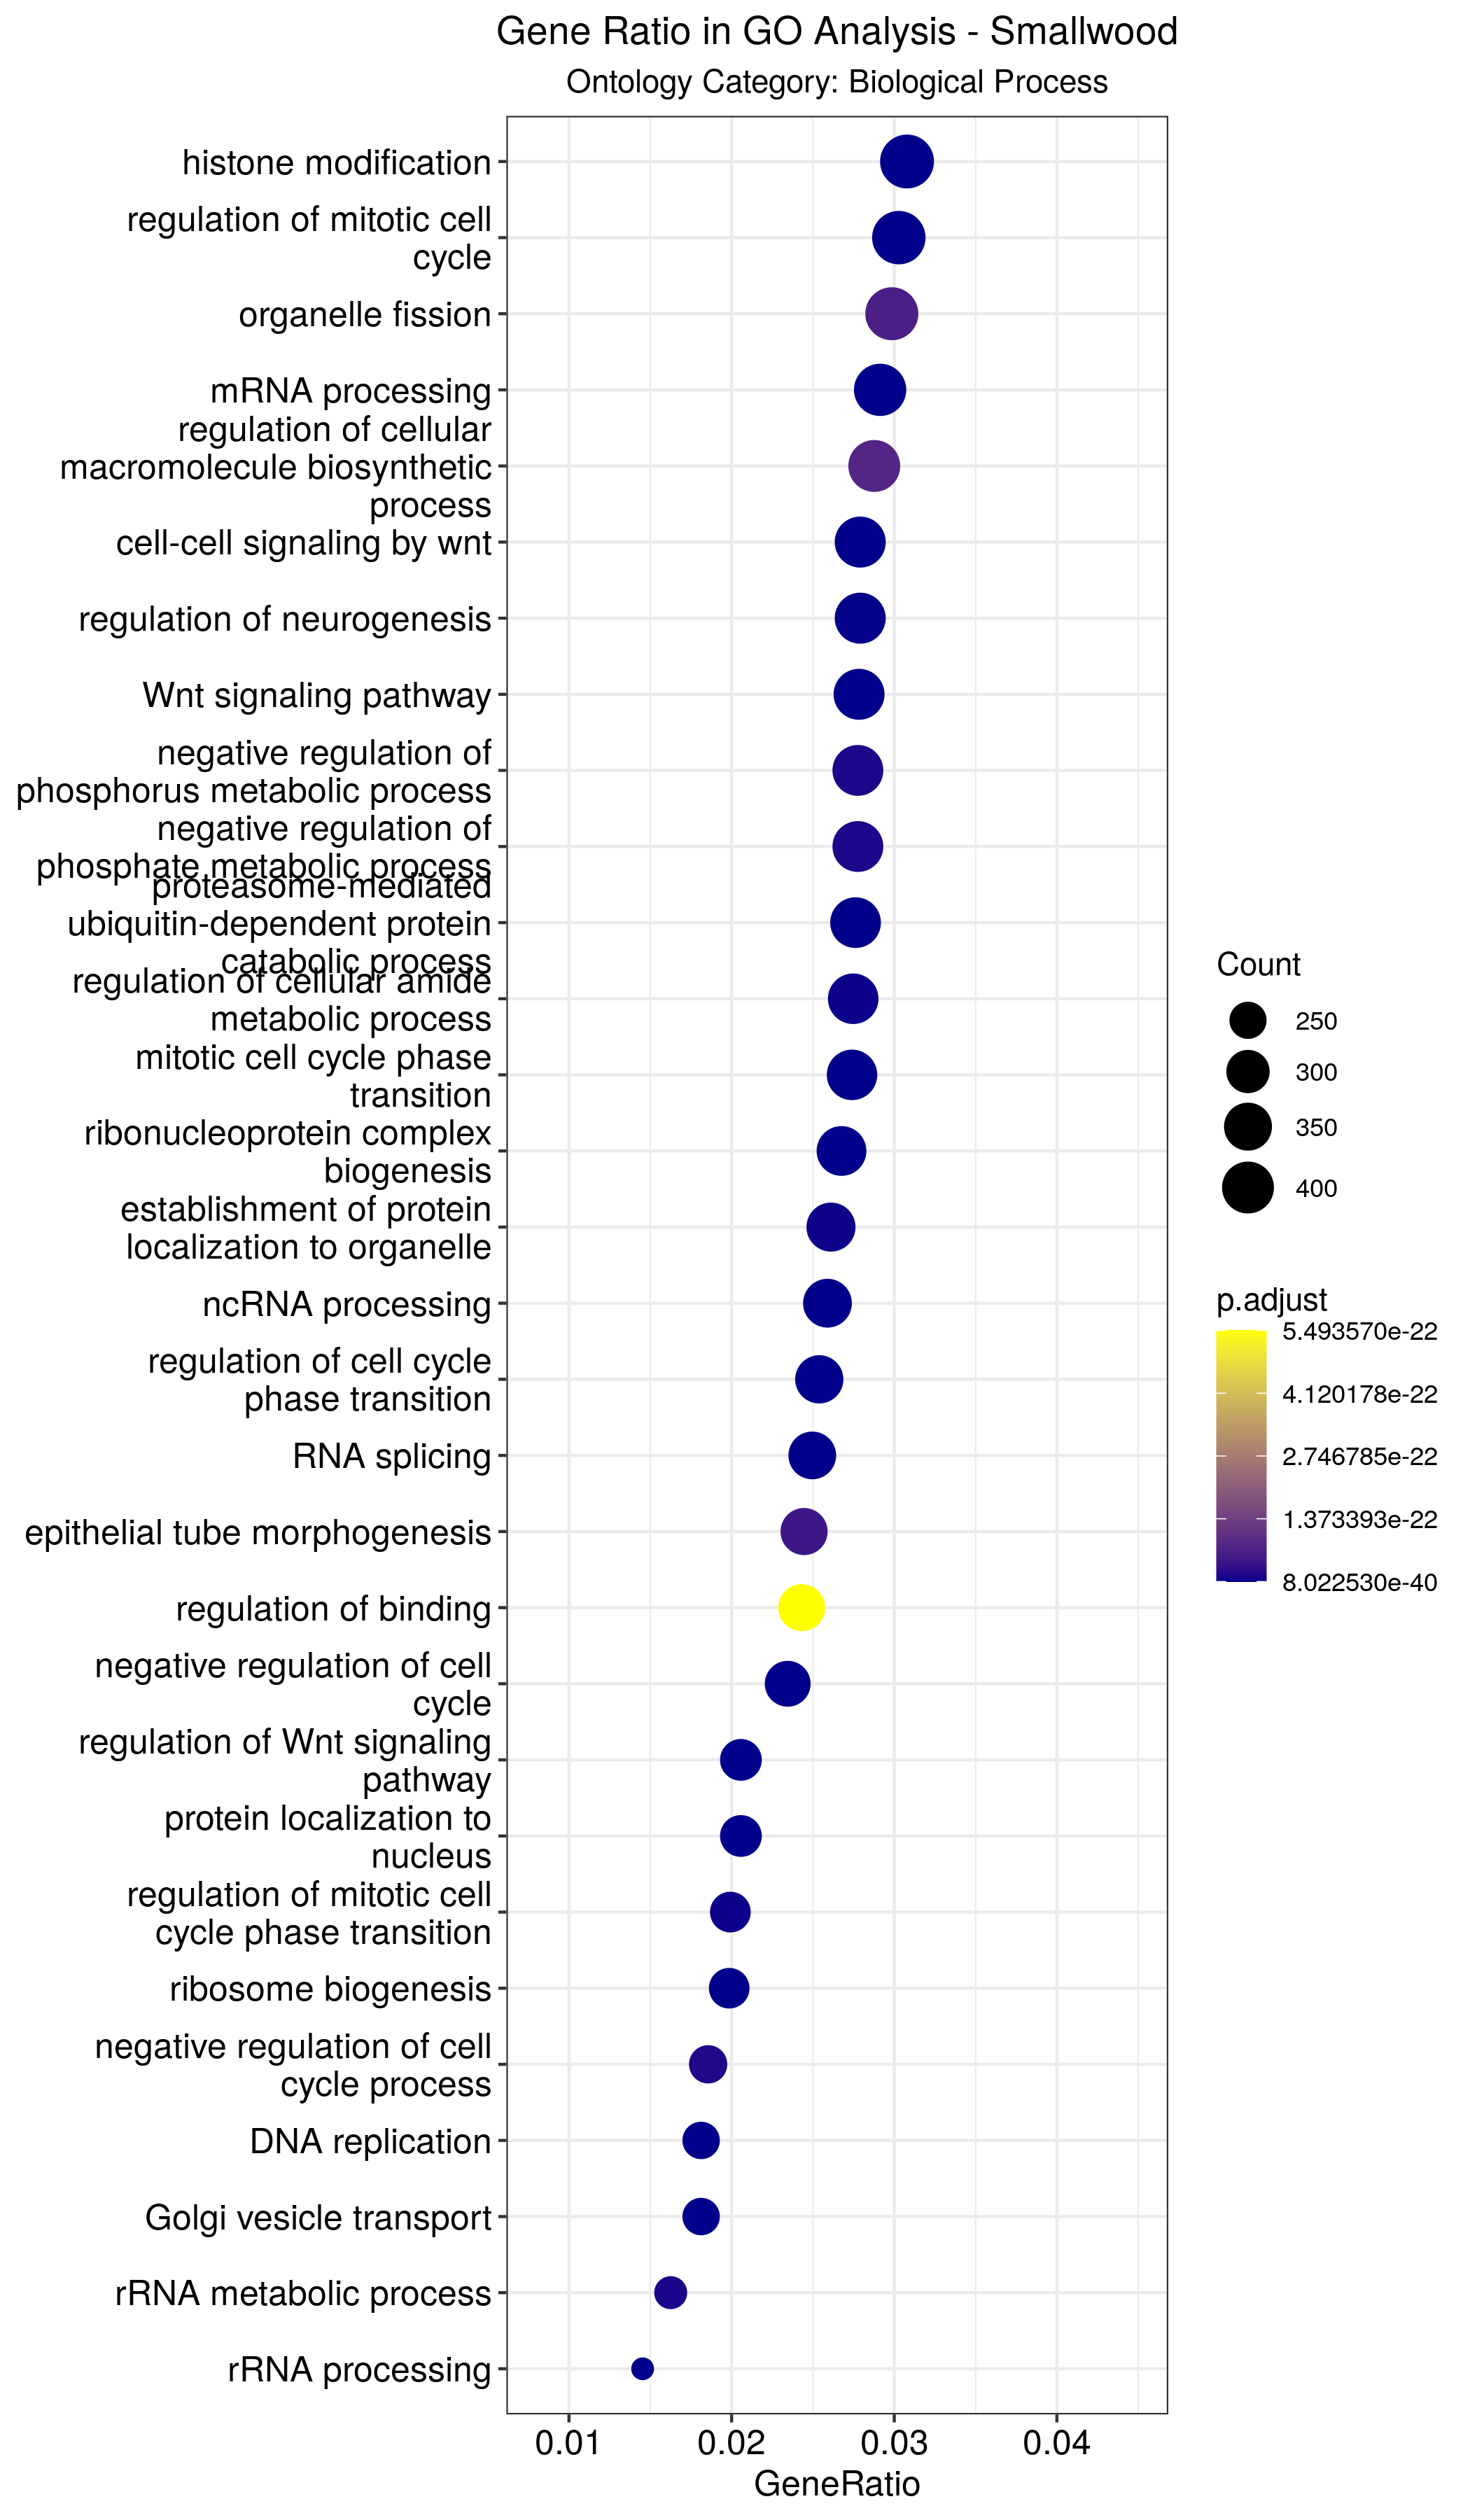 Gene Ratio in GO Analysis - Smallwood
Ontology Category: Biological Process
histone modification
regulation of mitotic cell
cycle
organelle fission
mRNA processing
regulation of cellular
macromolecule biosynthetic
process
cell-cell signaling by wnt
regulation of neurogenesis
Wnt signaling pathway
negative regulation of
phosphorus metabolic process
negative regulation of
phosphate metabolic process
proteasome-mediated
ubiquitin-dependent protein
catabolic process
regulation of cellular amide
metabolic process
mitotic cell cycle phase
transition
ribonucleoprotein complex
biogenesis
establishment of protein
localization to organelle
ncRNA processing
regulation of cell cycle
phase transition
RNA splicing
epithelial tube morphogenesis
regulation of binding
negative regulation of cell
cycle
regulation of Wnt signaling
pathway
protein localization to
nucleus
regulation of mitotic cell
cycle phase transition
ribosome biogenesis
negative regulation of cell
cycle process
DNA replication
Golgi vesicle transport
rRNA metabolic process
rRNA processing
0.01 0.02 0.03 0.04
GeneRatio
Count
250
300
350
400
p.adjust
5.493570e-22
4.120178e-22
2.746785e-22
1.373393e-22
8.022530e-40